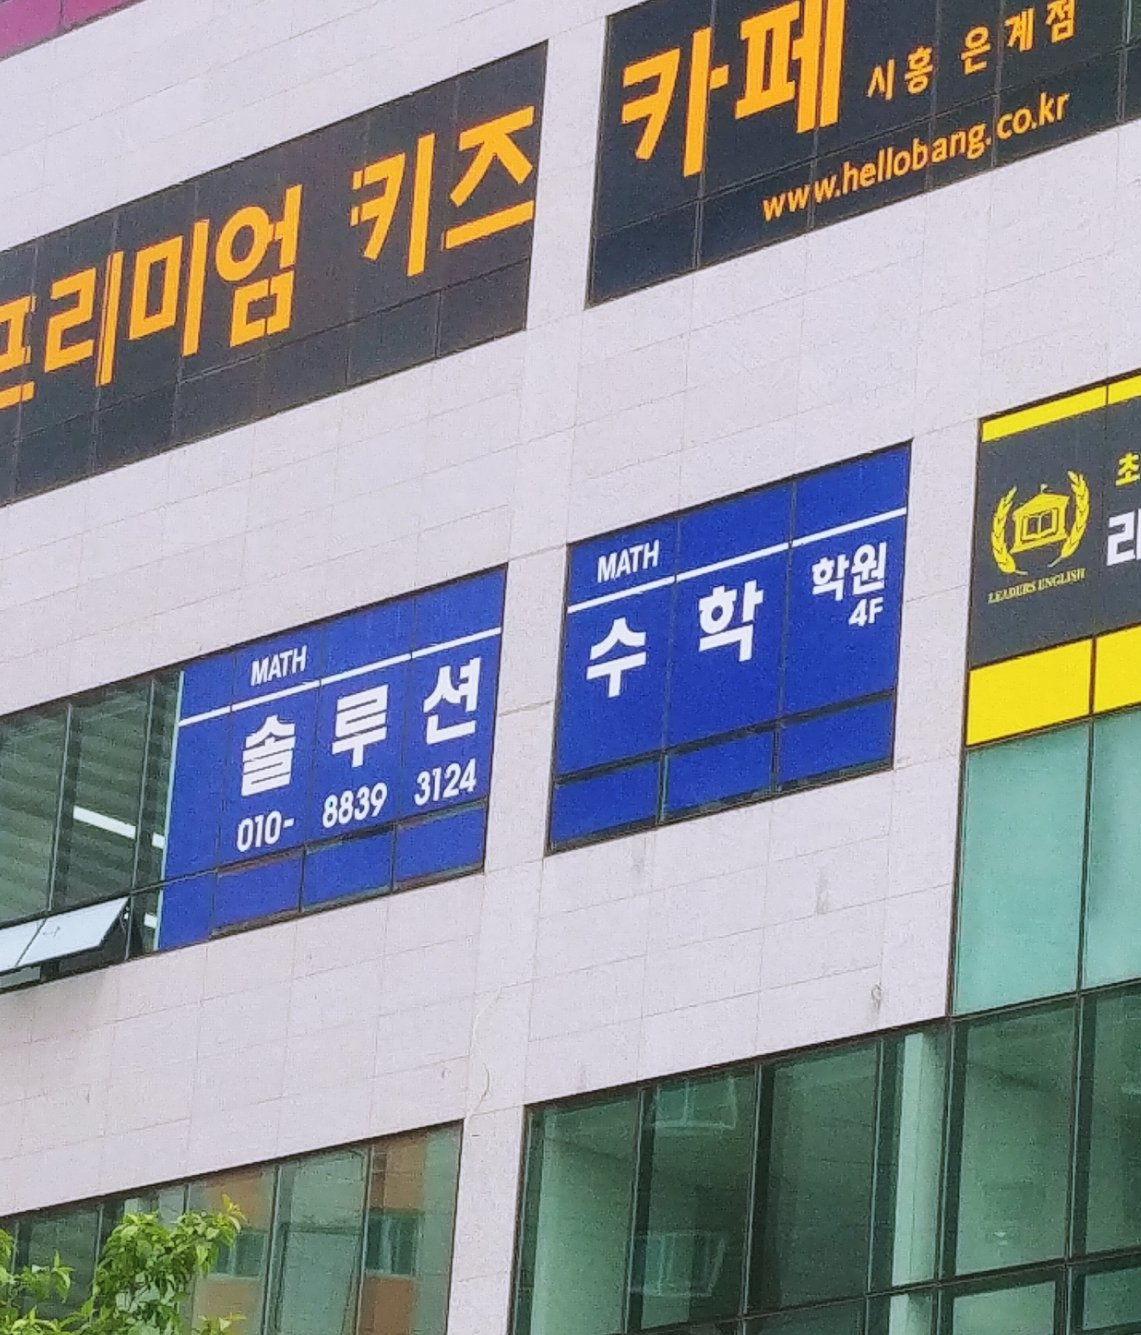 프리미엄 키즈 카페 시흥 은계점
www.hellobang.co.kr
MATH
솔루션
010- 8839 3124
MATH
수학 학원
4F
LEADERS ENGLISH
초